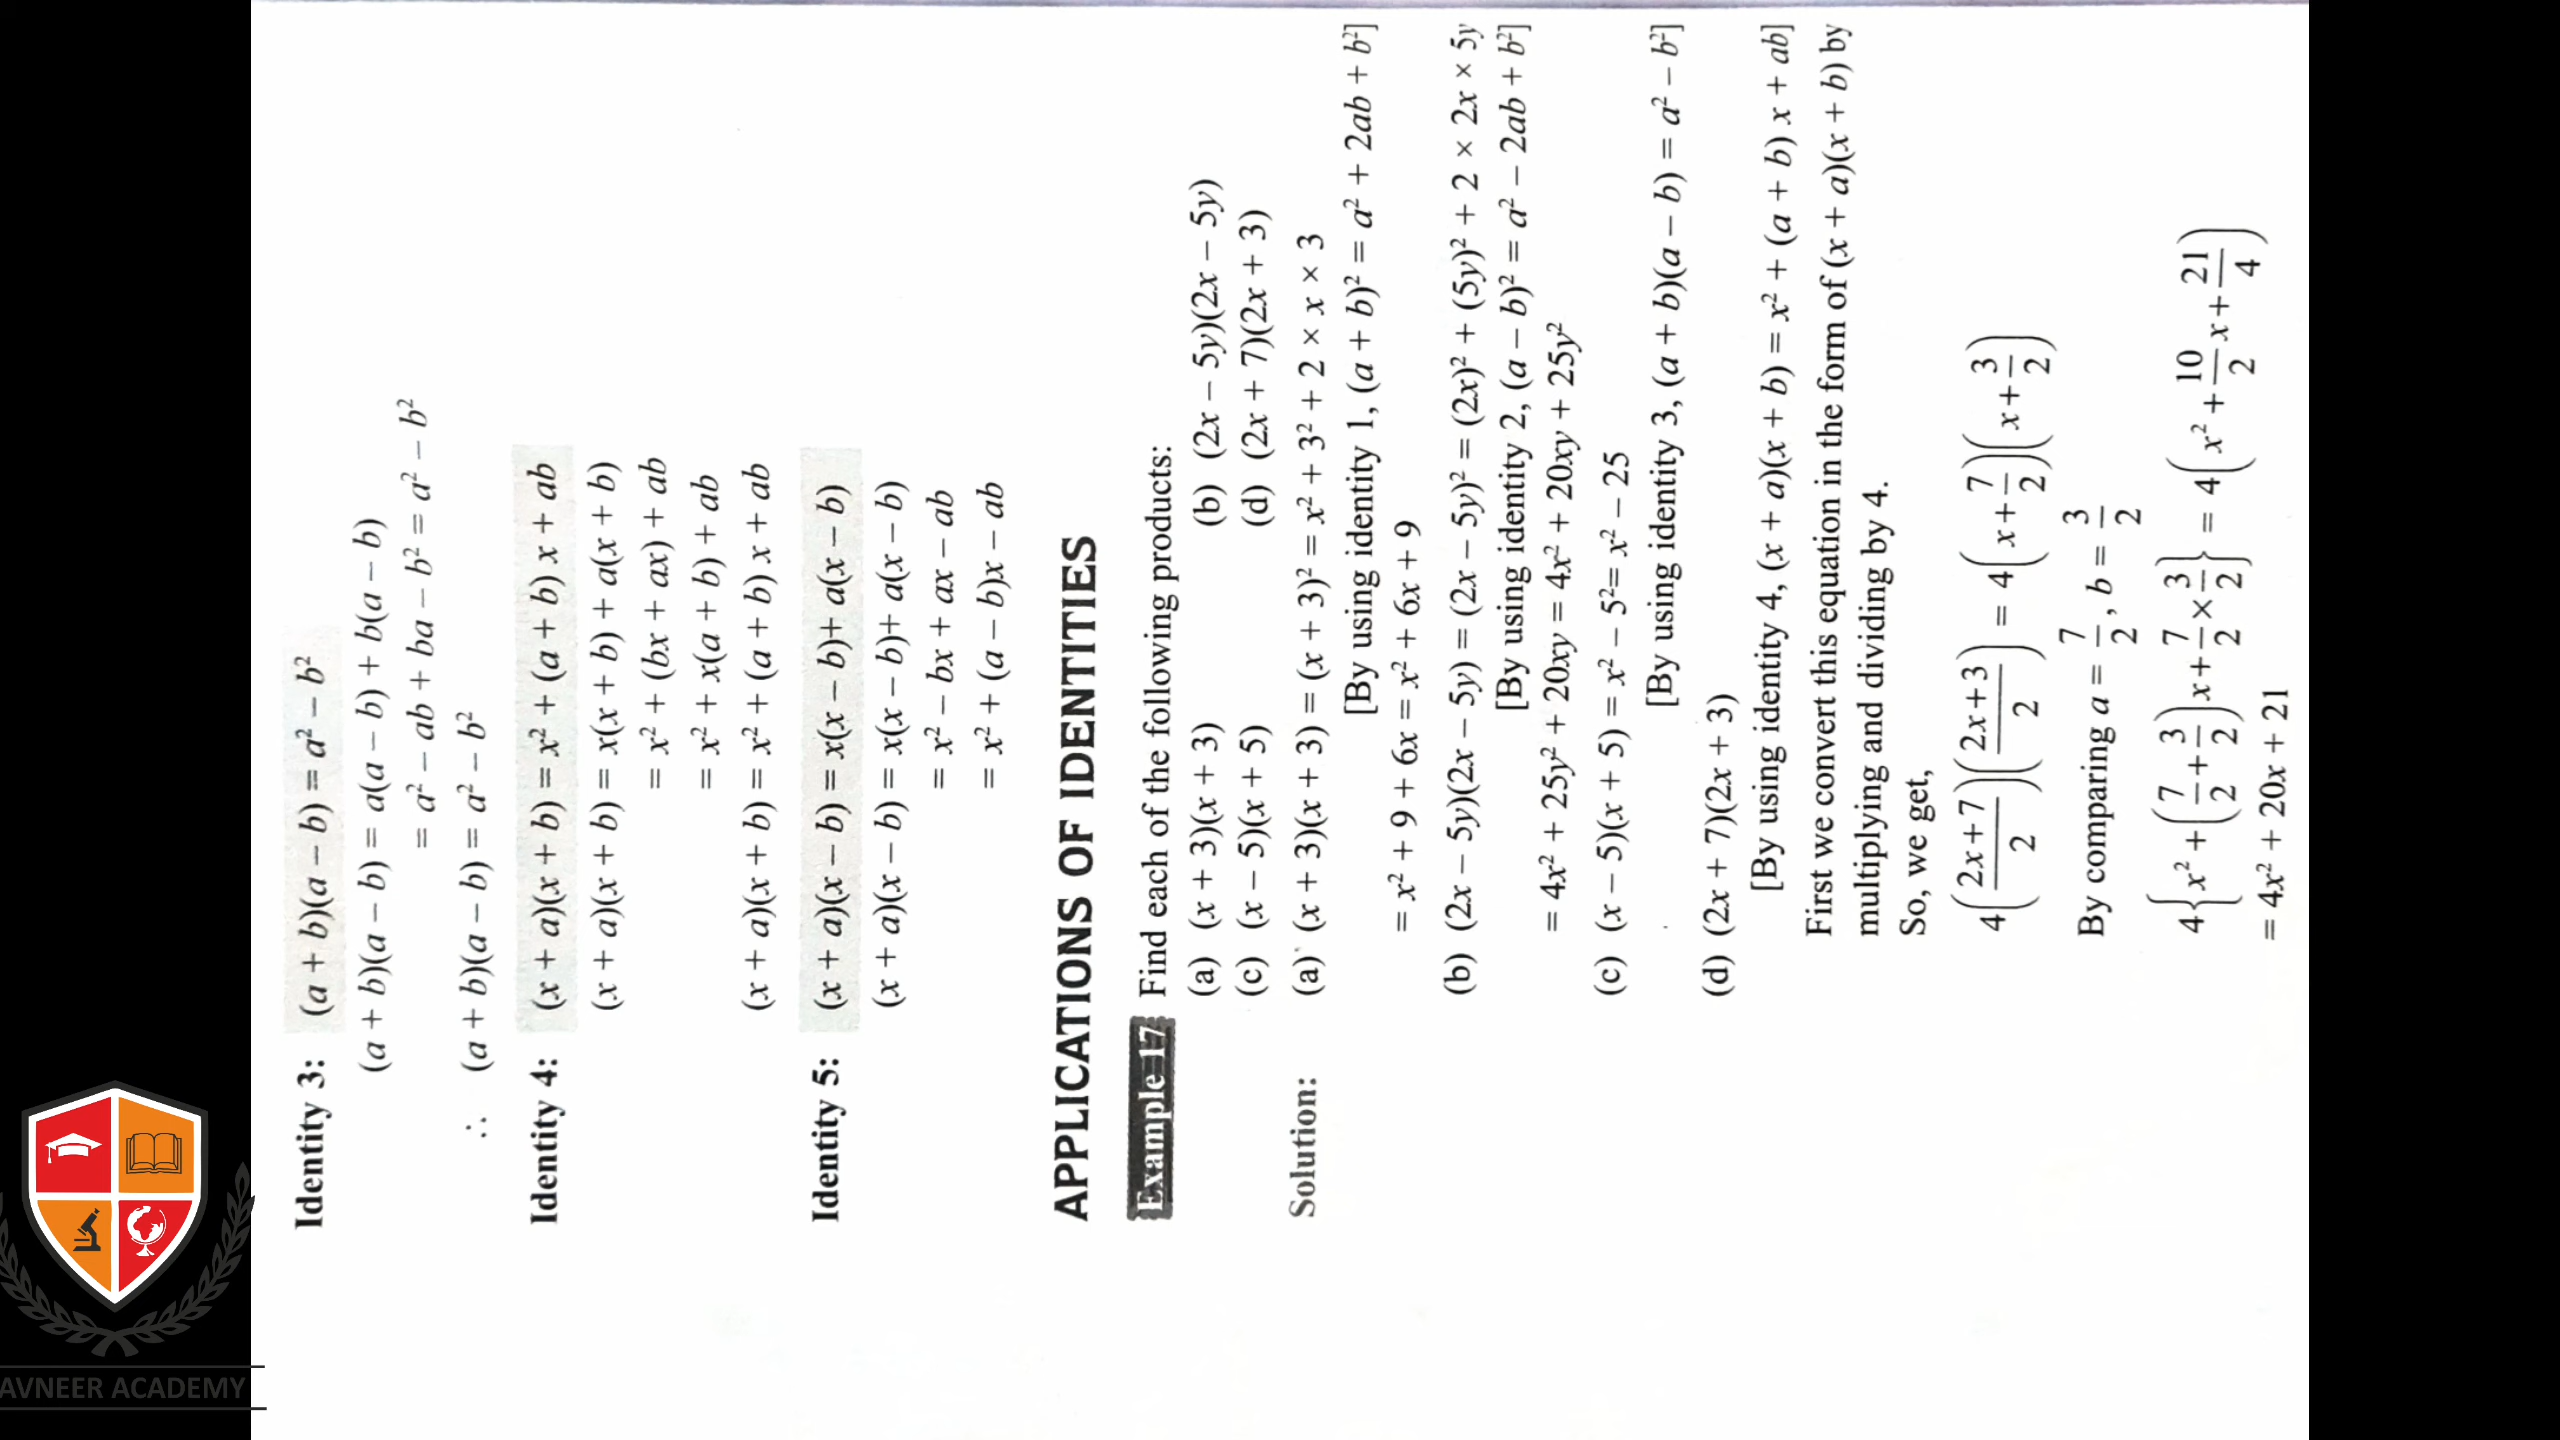 Identity 3: (a + b)(a – b) = a² – b²
(a + b)(a – b) = a(a – b) + b(a – b)
= a² – ab + ba – b² = a² – b²
∴ (a + b)(a – b) = a² – b²
Identity 4: (x + a)(x + b) = x² + (a + b) x + ab
(x + a)(x + b) = x(x + b) + a(x + b)
= x² + (bx + ax) + ab
= x² + x(a + b) + ab
(x + a)(x + b) = x² + (a + b) x + ab
Identity 5: (x + a)(x – b) = x(x – b)+ a(x – b)
(x + a)(x – b) = x(x – b)+ a(x – b)
= x² – bx + ax – ab
= x² + (a – b)x – ab
APPLICATIONS OF IDENTITIES
Example 17 Find each of the following products:
(a) (x + 3)(x + 3) (b) (2x – 5y)(2x – 5y)
(c) (x – 5)(x + 5) (d) (2x + 7)(2x + 3)
Solution: (a) (x + 3)(x + 3) = (x + 3)² = x² + 3² + 2 × x × 3
[By using identity 1, (a + b)² = a² + 2ab + b²]
= x² + 9 + 6x = x² + 6x + 9
(b) (2x – 5y)(2x – 5y) = (2x – 5y)² = (2x)² + (5y)² + 2 × 2x × 5y
[By using identity 2, (a – b)² = a² – 2ab + b²]
= 4x² + 25y² + 20xy = 4x² + 20xy + 25y²
(c) (x – 5)(x + 5) = x² – 5²= x² – 25
[By using identity 3, (a + b)(a – b) = a² – b²]
(d) (2x + 7)(2x + 3)
[By using identity 4, (x + a)(x + b) = x² + (a + b) x + ab]
First we convert this equation in the form of (x + a)(x + b) by
multiplying and dividing by 4.
So, we get,
4((2x+7)/2)((2x+3)/2) = 4(x+7/2)(x+3/2)
By comparing a = 7/2, b = 3/2
4{x² + (7/2+3/2)x+7/2×3/2} = 4(x²+10/2x+21/4)
= 4x² + 20x + 21
AVNEER ACADEMY